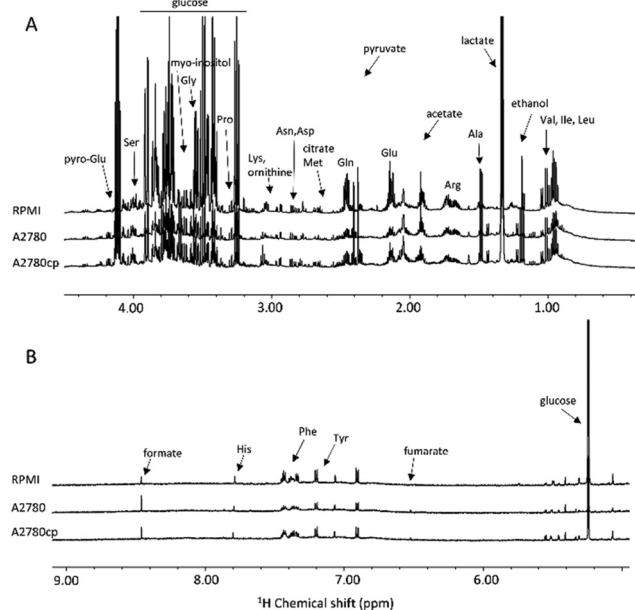 glucose
A
myo-inositol
Gly
pyruvate
lactate
pyro-Glu
Ser
Pro
Lys,
ornithine
Asn,Asp
citrate
Met
Gln
Glu
acetate
Arg
Ala
ethanol
Val, Ile, Leu
RPMI
A2780
A2780cp
4.00 3.00 2.00 1.00
B
glucose
formate
His
Phe
Tyr
fumarate
RPMI
A2780
A2780cp
9.00 8.00 7.00 6.00
¹H Chemical shift (ppm)